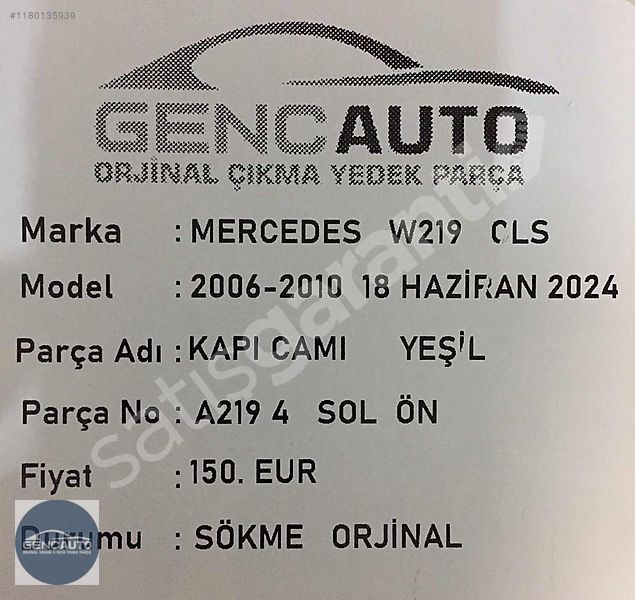 #1180135939
GENCAUTO
ORJİNAL ÇIKMA YEDEK PARÇA
Marka : MERCEDES W219 CLS
Model : 2006-2010 18 HAZİRAN 2024
Parça Adı : KAPI CAMI YEŞİL
Parça No : A219 4 SOL ÖN
Fiyat : 150. EUR
Durumu : SÖKME ORJİNAL
satışgaranti
GENCAUTO